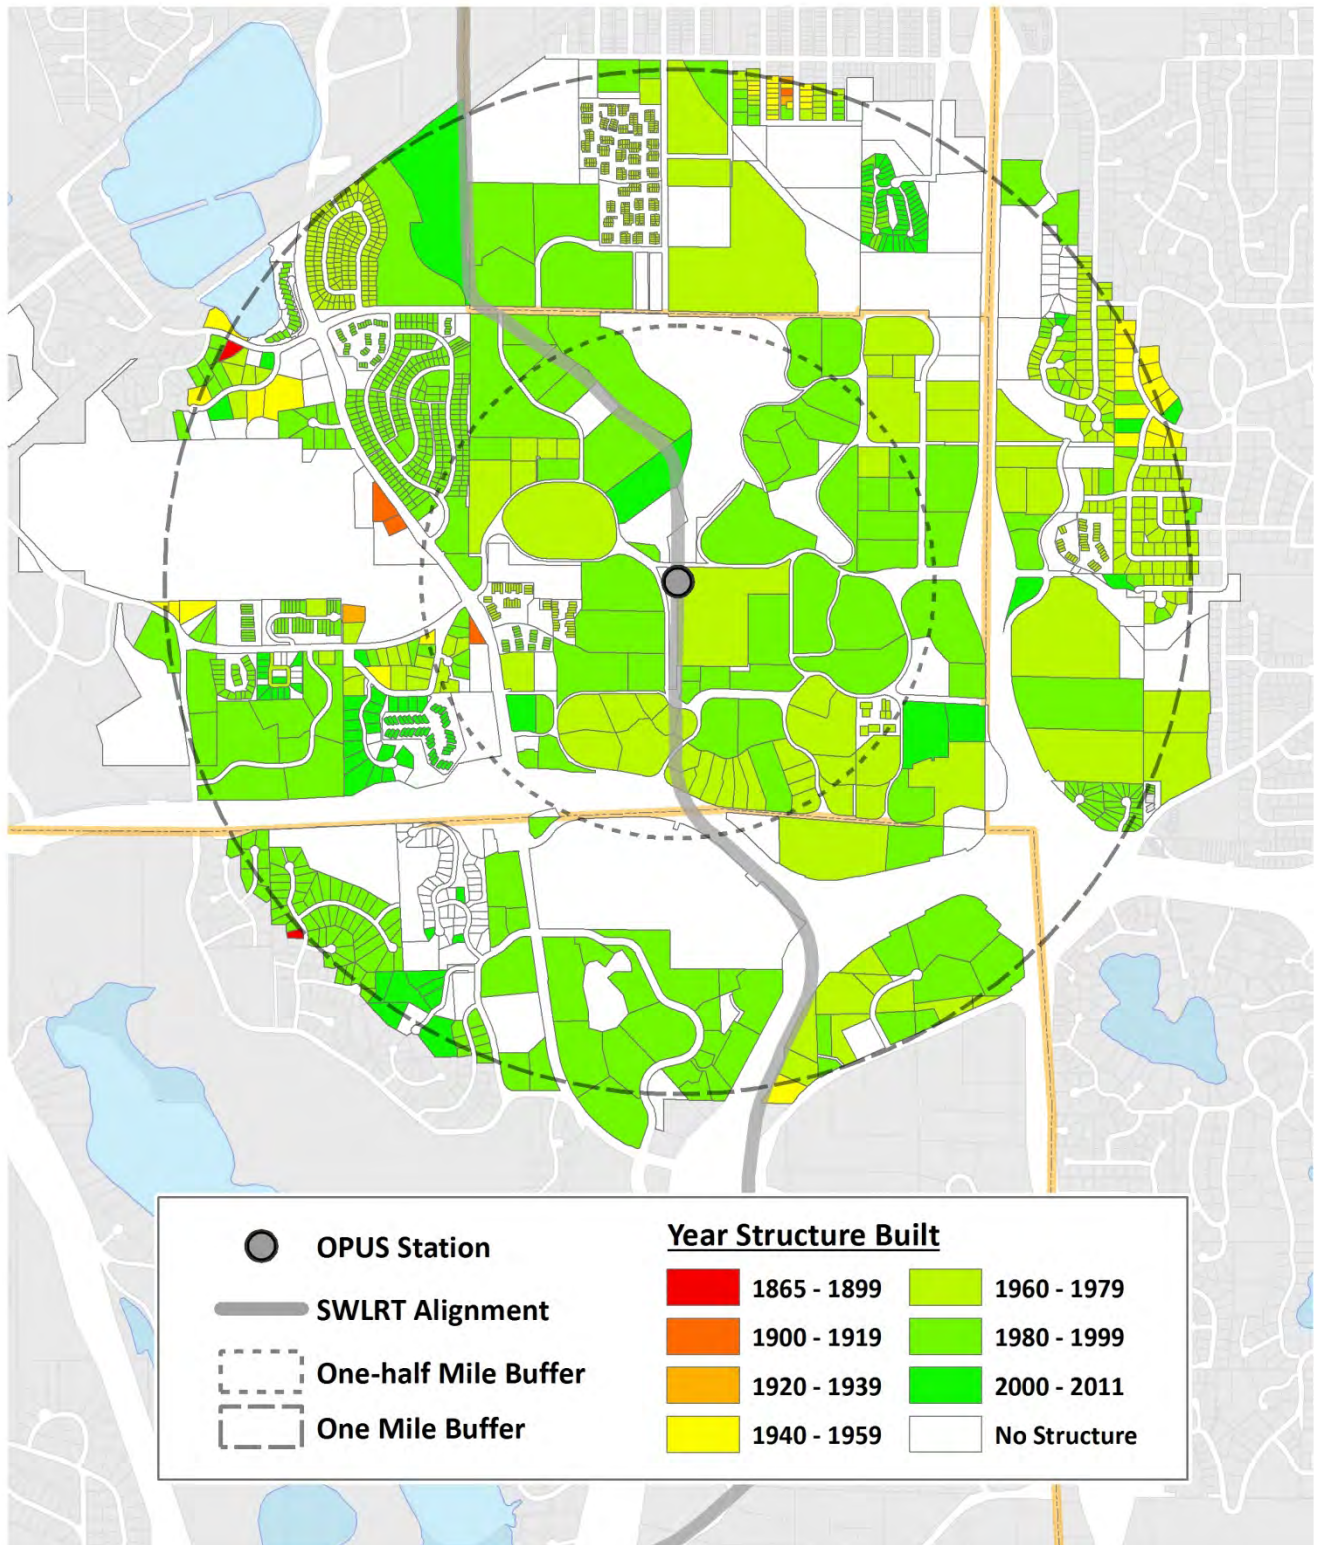 OPUS Station
SWLRT Alignment
One-half Mile Buffer
One Mile Buffer
Year Structure Built
1865 - 1899
1900 - 1919
1920 - 1939
1940 - 1959
1960 - 1979
1980 - 1999
2000 - 2011
No Structure